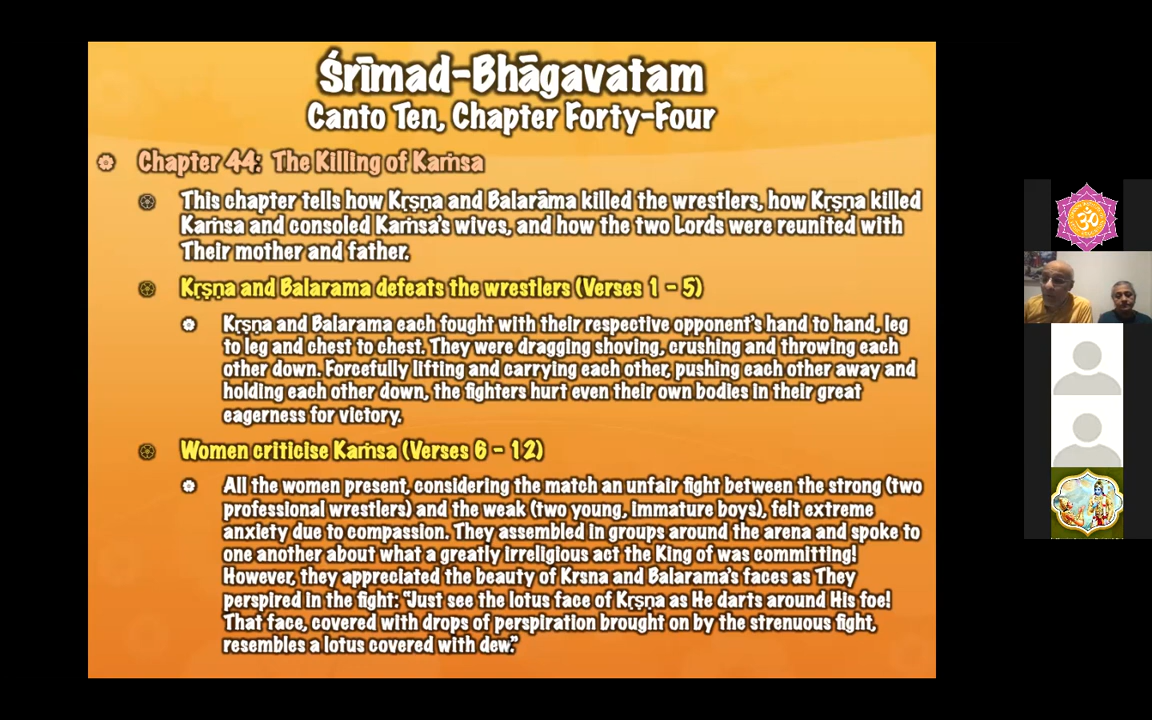 Śrīmad-Bhāgavatam
Canto Ten, Chapter Forty-Four
Chapter 44: The Killing of Kaṁsa
This chapter tells how Kṛṣṇa and Balarāma killed the wrestlers, how Kṛṣṇa killed
Kaṁsa and consoled Kaṁsa's wives, and how the two Lords were reunited with
Their mother and father.
Kṛṣṇa and Balarama defeats the wrestlers (Verses 1 - 5)
Kṛṣṇa and Balarama each fought with their respective opponent's hand to hand, leg
to leg and chest to chest. They were dragging shoving, crushing and throwing each
other down. Forcefully lifting and carrying each other, pushing each other away and
holding each other down, the fighters hurt even their own bodies in their great
eagerness for victory.
Women criticise Kaṁsa (Verses 6 - 12)
All the women present, considering the match an unfair fight between the strong (two
professional wrestlers) and the weak (two young, immature boys), felt extreme
anxiety due to compassion. They assembled in groups around the arena and spoke to
one another about what a greatly irreligious act the King of was committing!
However, they appreciated the beauty of Krsna and Balarama's faces as They
perspired in the fight: “Just see the lotus face of Kṛṣṇa as He darts around His foe!
That face, covered with drops of perspiration brought on by the strenuous fight,
resembles a lotus covered with dew.”
ॐ